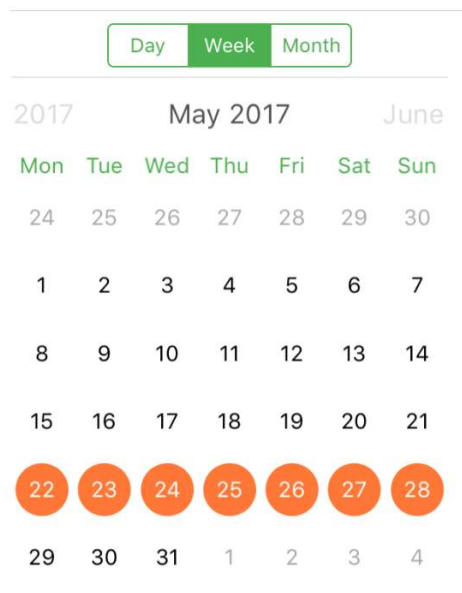 Day Week Month
2017 May 2017 June
Mon Tue Wed Thu Fri Sat Sun
24 25 26 27 28 29 30
1 2 3 4 5 6 7
8 9 10 11 12 13 14
15 16 17 18 19 20 21
22 23 24 25 26 27 28
29 30 31 1 2 3 4